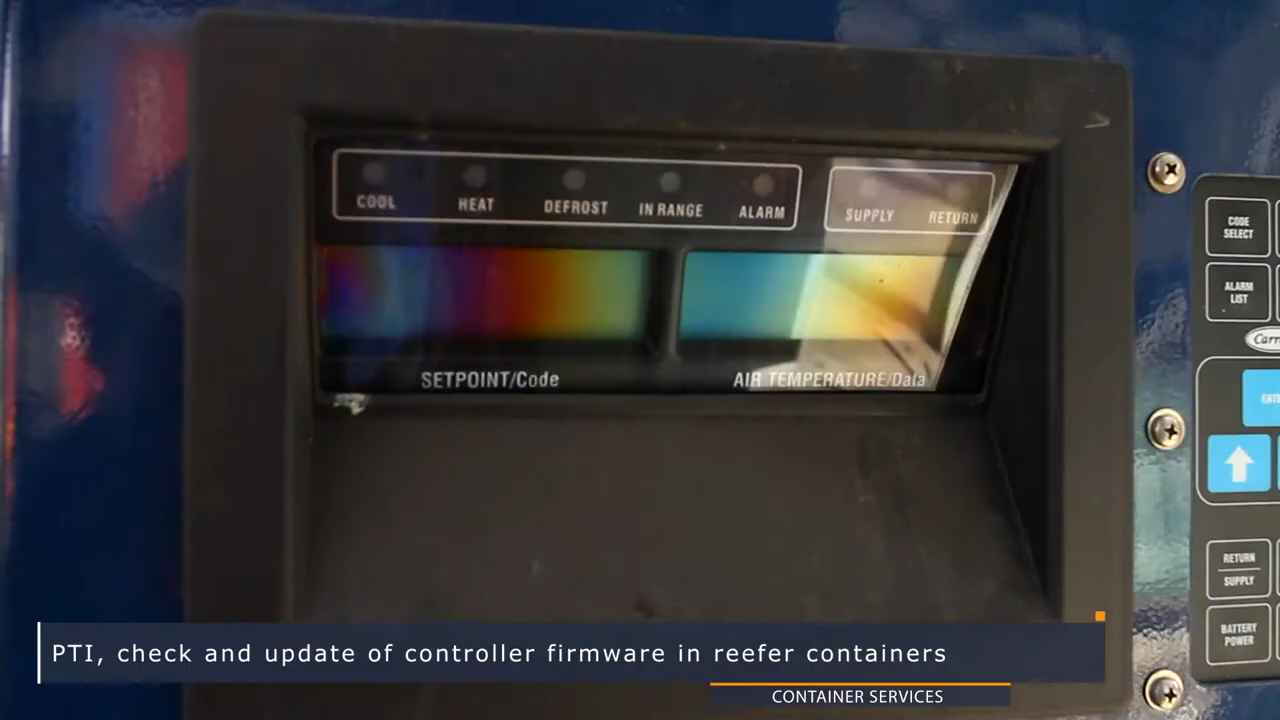 COOL HEAT DEFROST IN RANGE ALARM SUPPLY RETURN
SETPOINT/Code AIR TEMPERATURE/Data
CODE
SELECT
ALARM
LIST
RETURN
SUPPLY
BATTERY
POWER
PTI, check and update of controller firmware in reefer containers
CONTAINER SERVICES